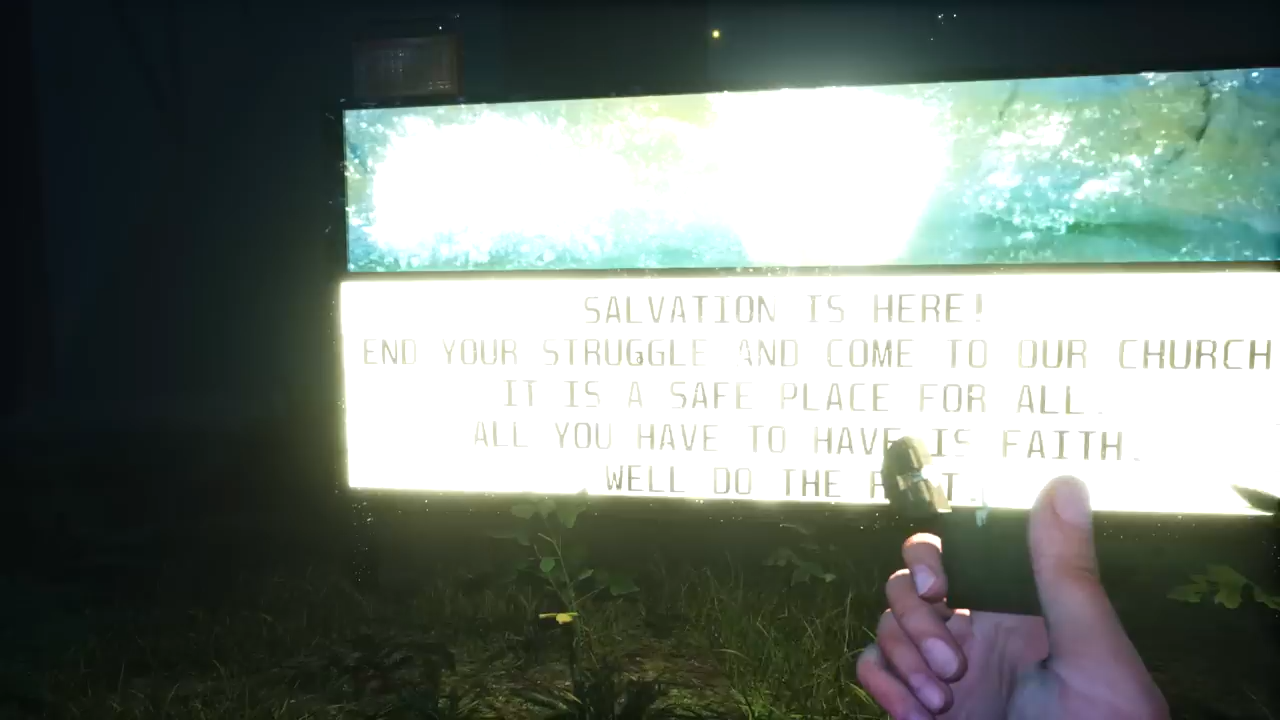 SALVATION IS HERE!
END YOUR STRUGGLE AND COME TO OUR CHURCH
IT IS A SAFE PLACE FOR ALL.
ALL YOU HAVE TO HAVE IS FAITH.
WELL DO THE